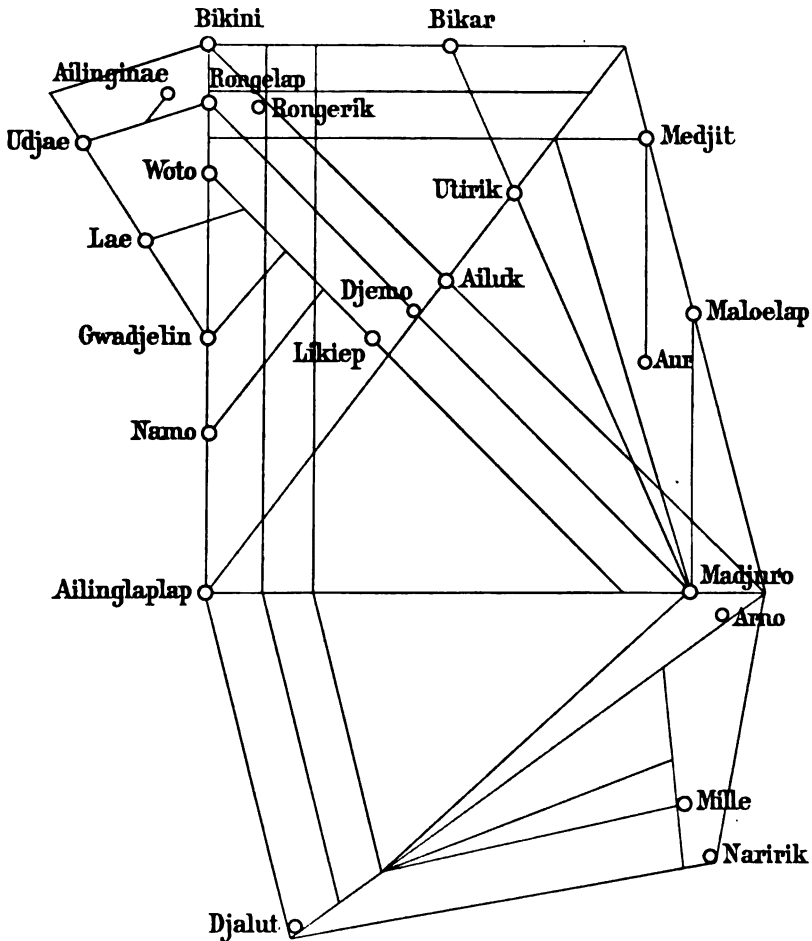 Bikini
Bikar
Ailinginae
Rongelap
Rongerik
Udjae
Medjit
Woto
Utirik
Lae
Djemo
Ailuk
Maloelap
Gwadjelin
Likiep
Aur
Namo
Ailinglaplap
Madjuro
Arno
Mille
Naririk
Djalut